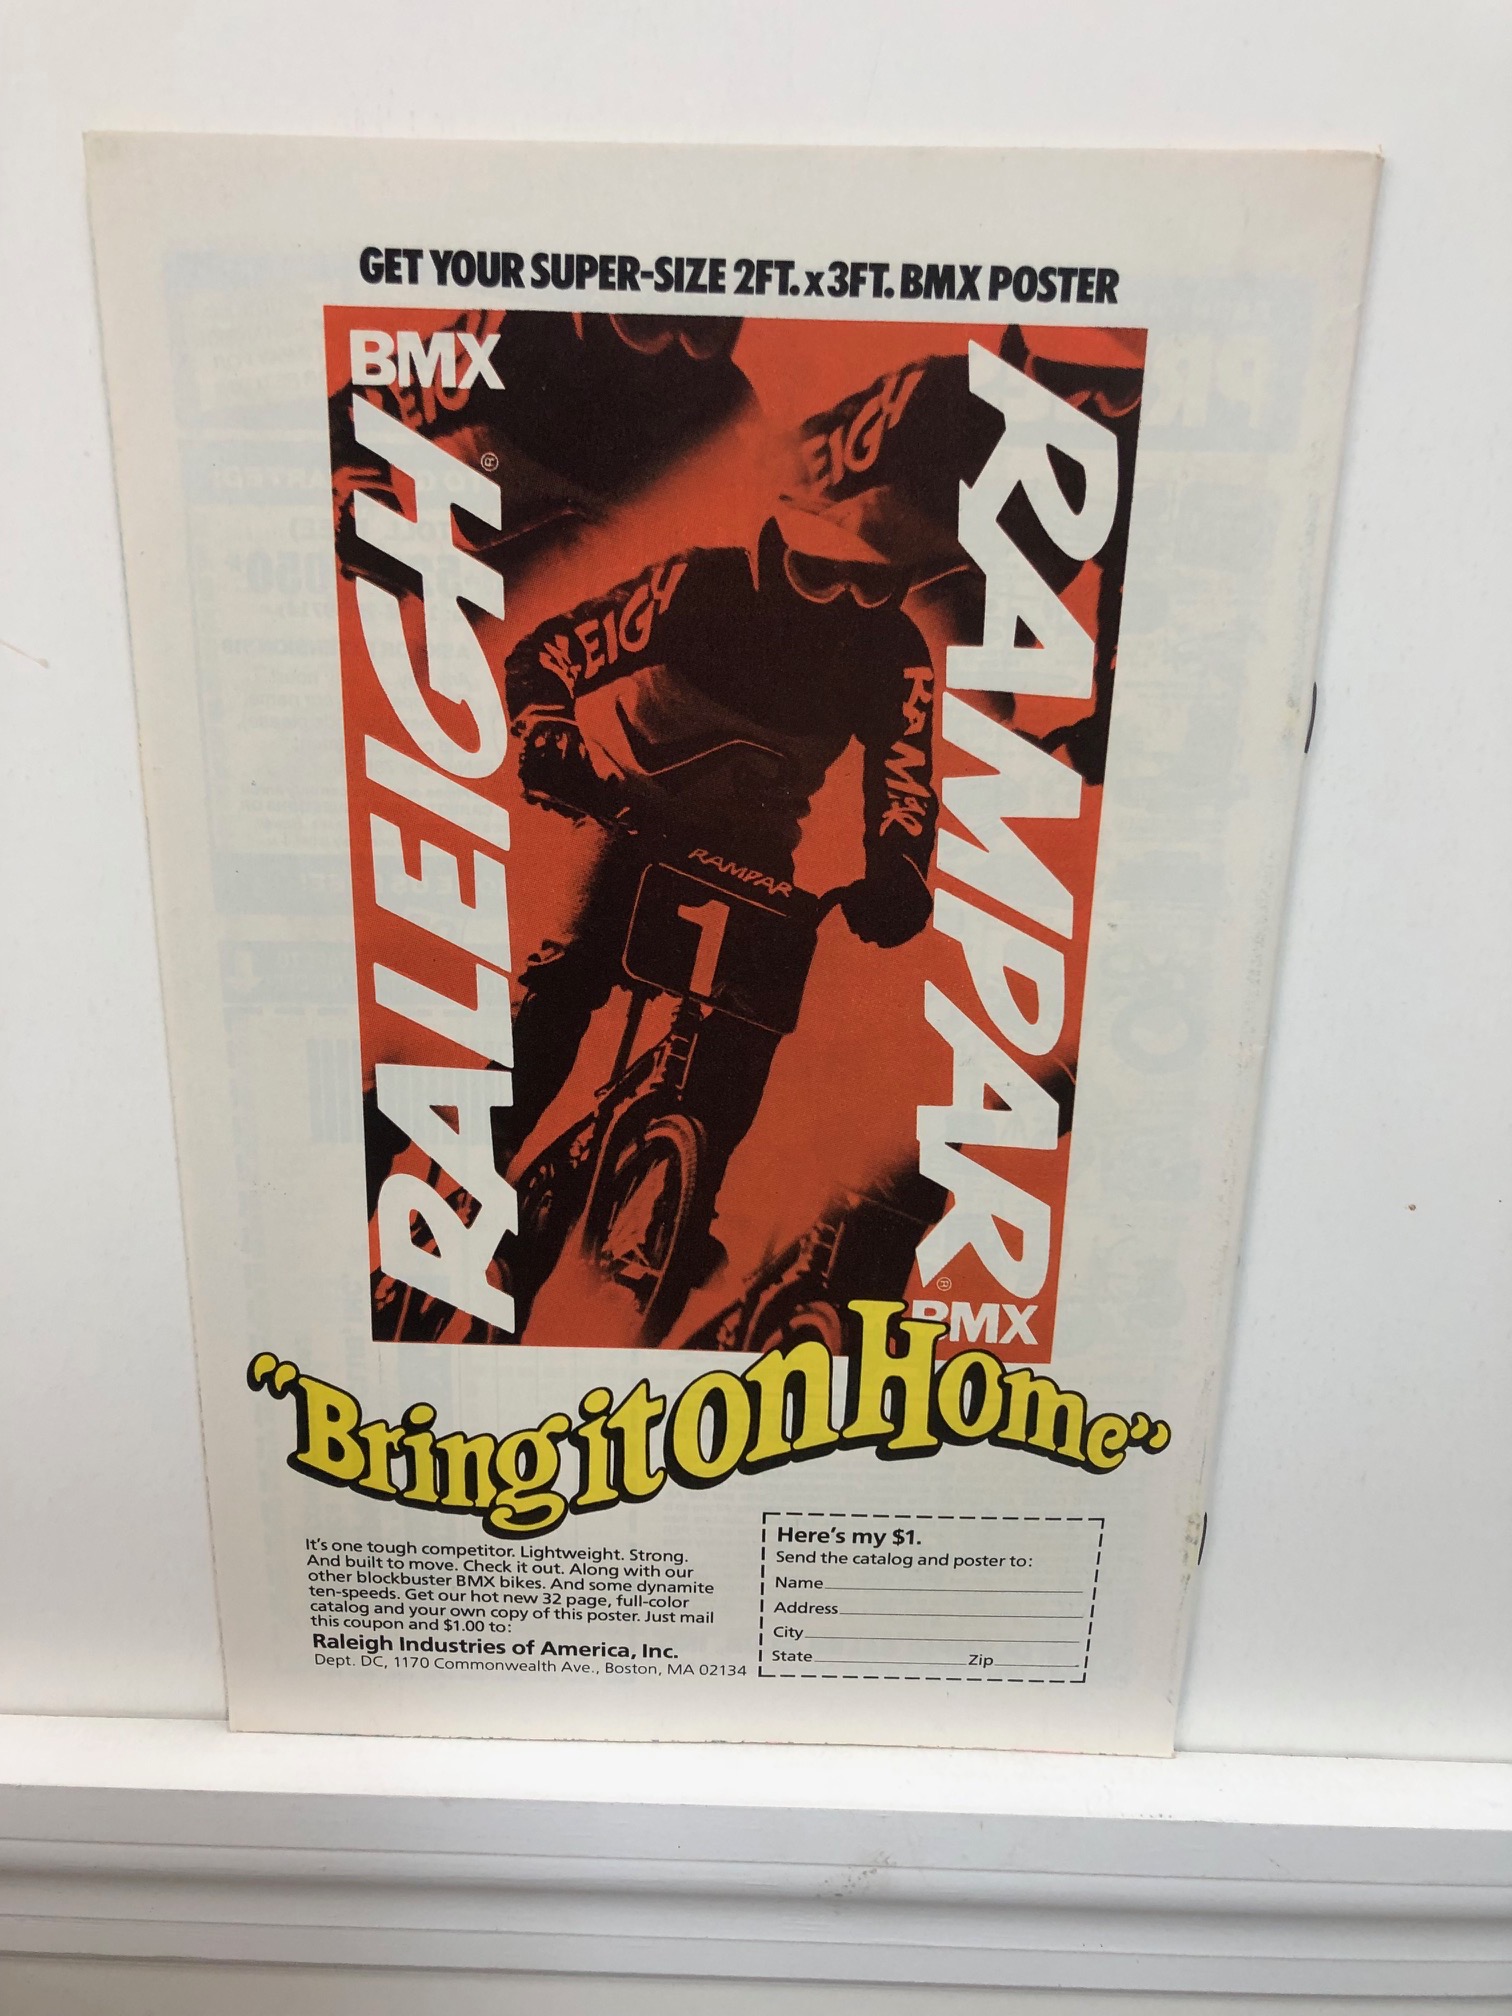 GET YOUR SUPER-SIZE 2FT. x 3FT. BMX POSTER
BMX
RALEIGH®
RAMPAR®
BMX
EIGH
EIGH
RAMPAR
RAMPAR
1
"Bring it on Home"
It's one tough competitor. Lightweight. Strong.
And built to move. Check it out. Along with our
other blockbuster BMX bikes. And some dynamite
ten-speeds. Get our hot new 32 page, full-color
catalog and your own copy of this poster. Just mail
this coupon and $1.00 to:
Raleigh Industries of America, Inc.
Dept. DC, 1170 Commonwealth Ave., Boston, MA 02134
Here's my $1.
Send the catalog and poster to:
Name
Address
City
State Zip